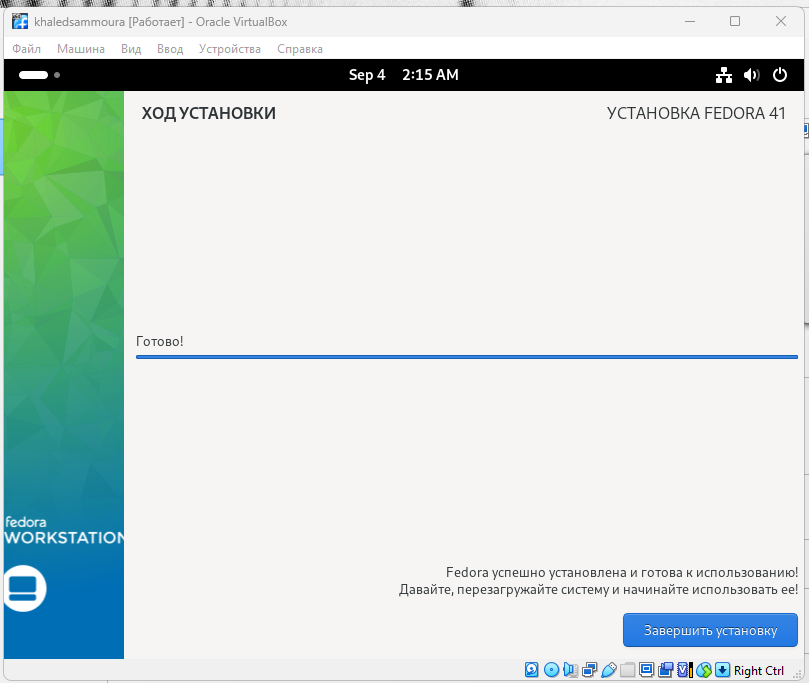 khaledsammoura [Работает] - Oracle VirtualBox
Файл Машина Вид Ввод Устройства Справка
Sep 4 2:15 AM
ХОД УСТАНОВКИ
УСТАНОВКА FEDORA 41
Готово!
fedora
WORKSTATION
Fedora успешно установлена и готова к использованию!
Давайте, перезагружайте систему и начинайте использовать ее!
Завершить установку
Right Ctrl